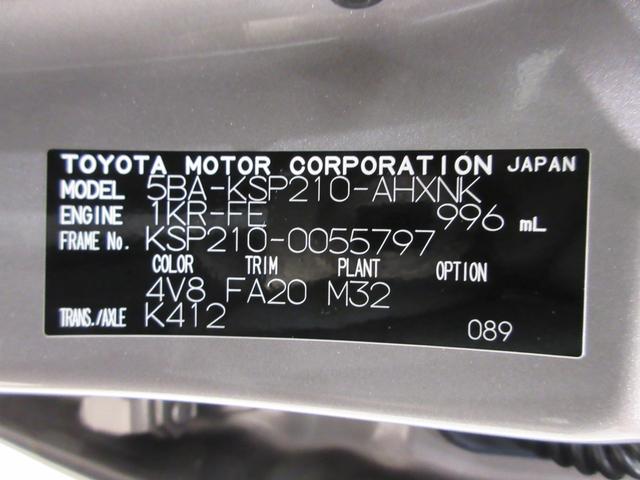 TOYOTA MOTOR CORPORATION JAPAN
MODEL 5BA-KSP210-AHXNK
ENGINE 1KR-FE 996 mL
FRAME No. KSP210-0055797
COLOR TRIM PLANT OPTION
4V8 FA20 M32
TRANS./AXLE K412
089